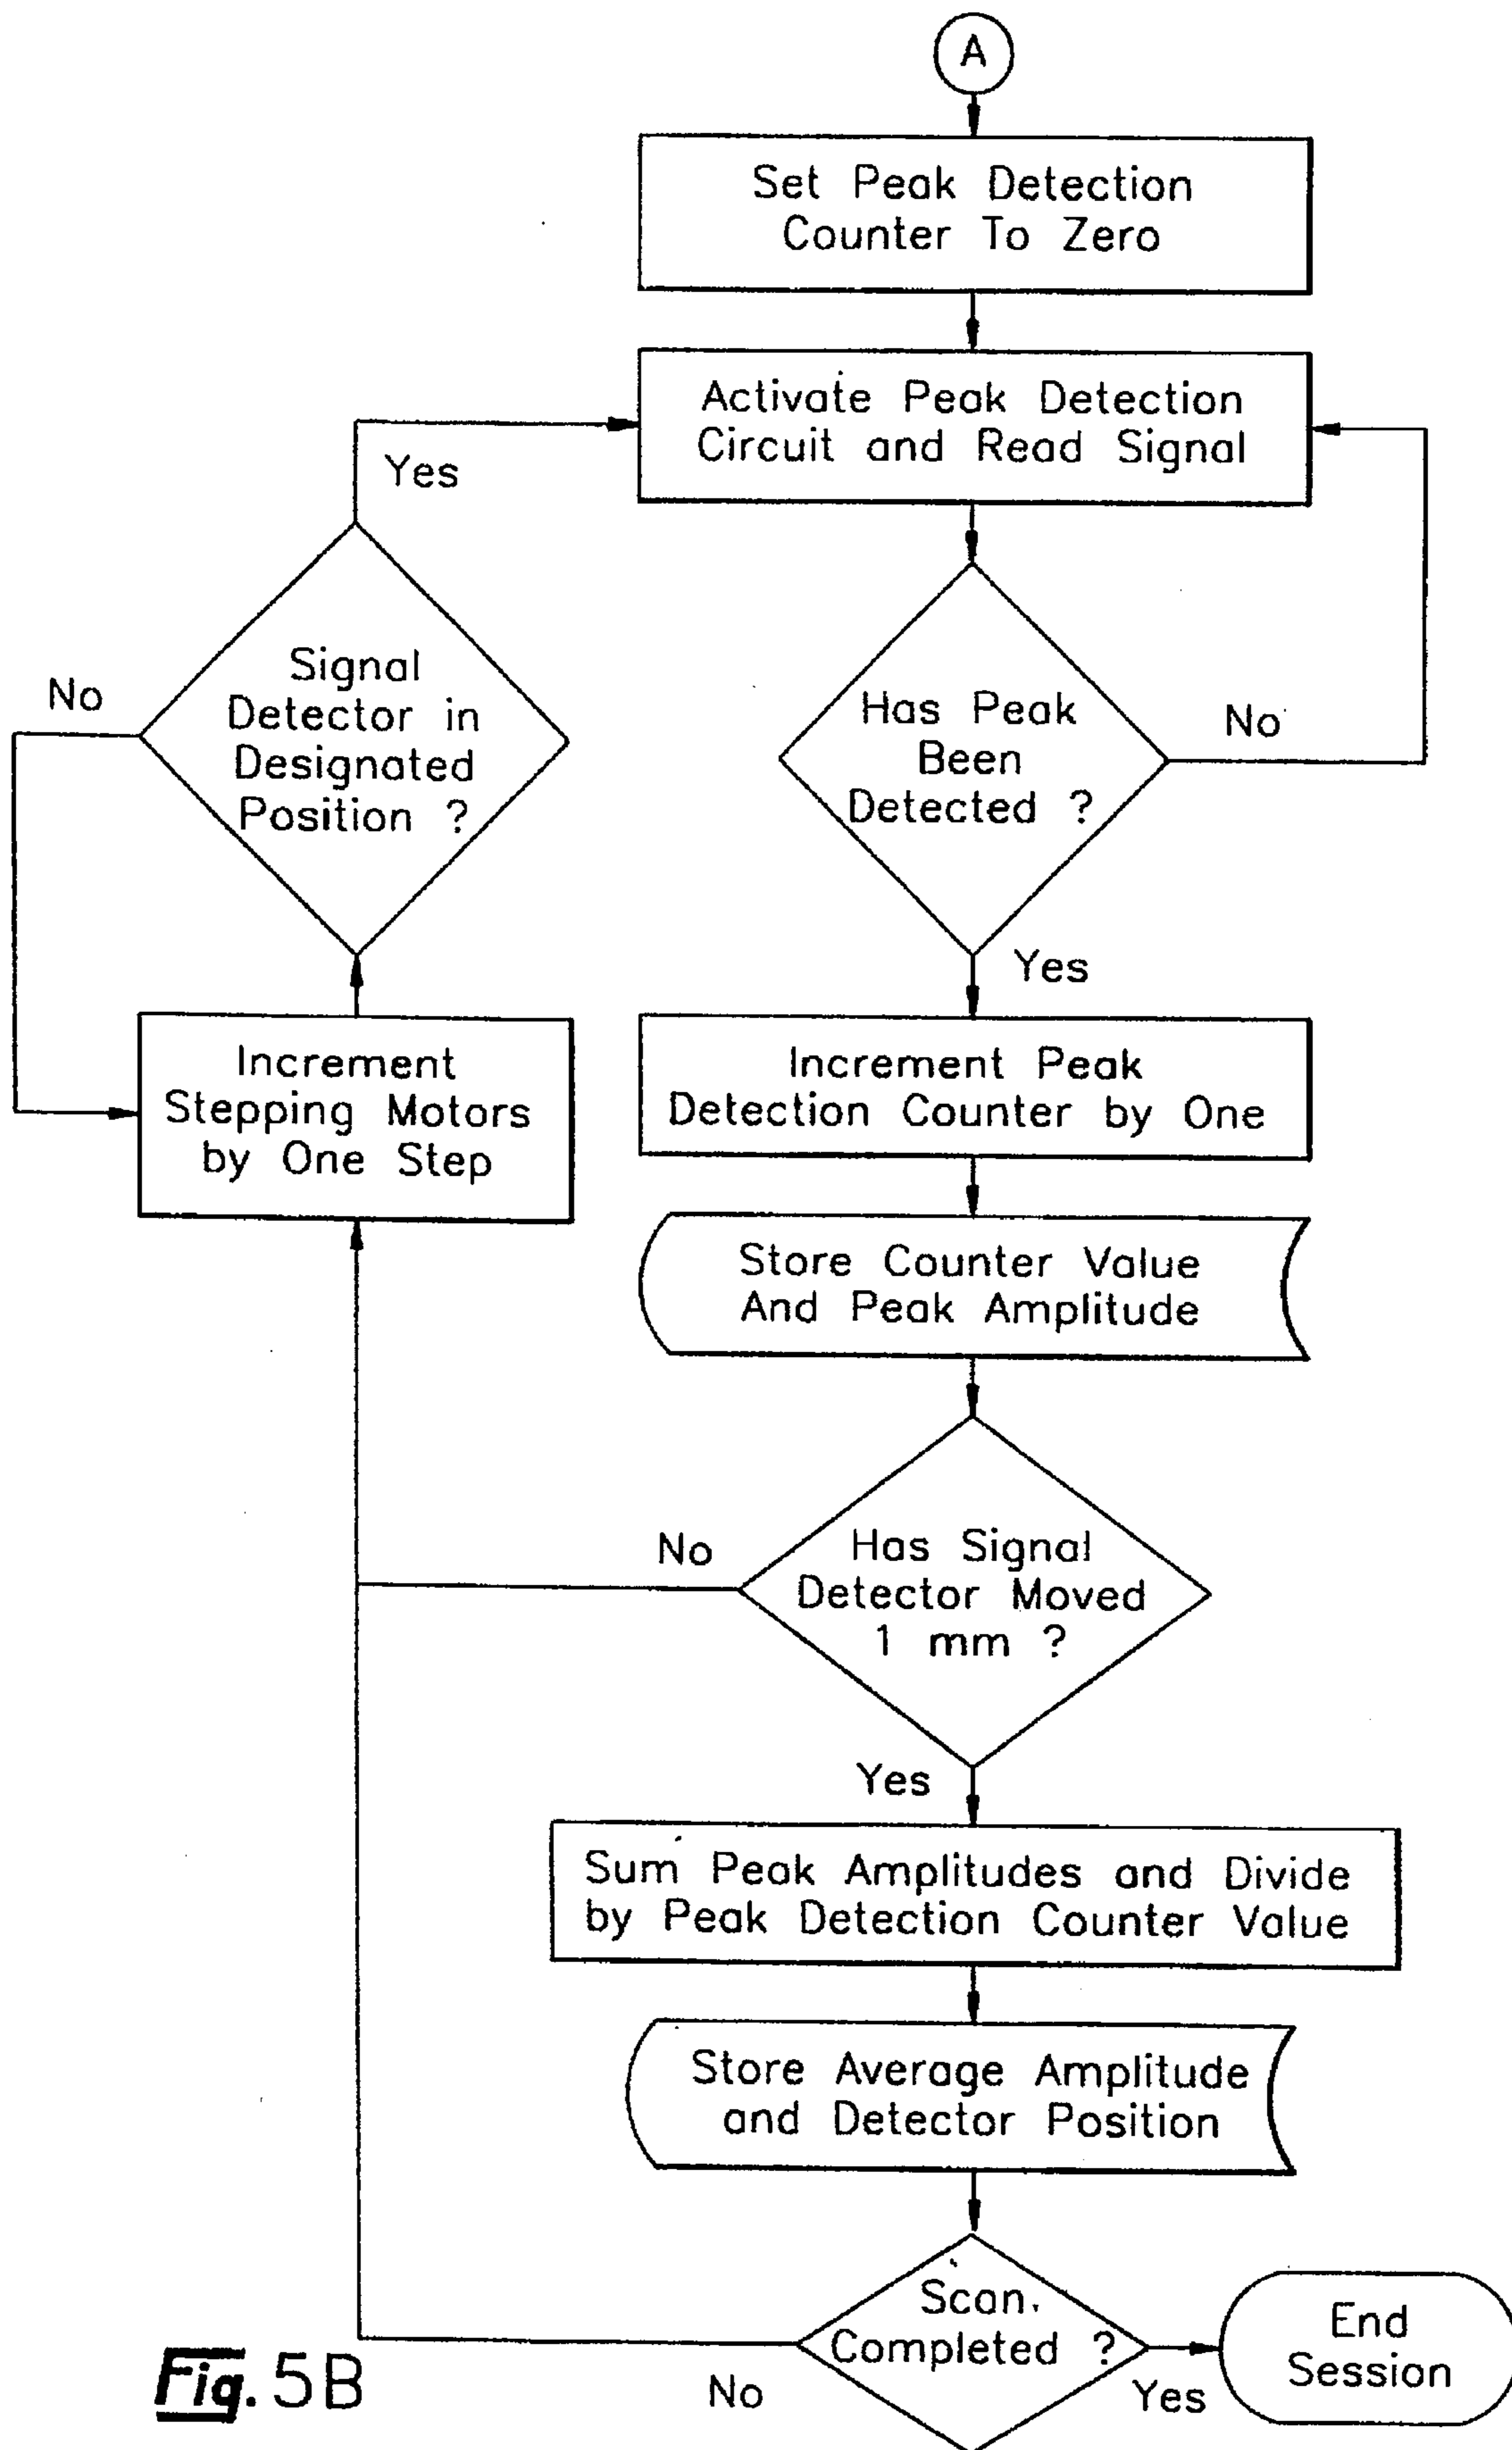 A
Set Peak Detection
Counter To Zero
Activate Peak Detection
Circuit and Read Signal
Yes
Signal
Detector in
Designated
Position ?
No
Has Peak
Been
Detected ?
No
Yes
Increment
Stepping Motors
by One Step
Increment Peak
Detection Counter by One
Store Counter Value
And Peak Amplitude
Has Signal
Detector Moved
1 mm ?
No
Yes
Sum Peak Amplitudes and Divide
by Peak Detection Counter Value
Store Average Amplitude
and Detector Position
Scan
Completed ?
No
Yes
End
Session
Fig. 5B